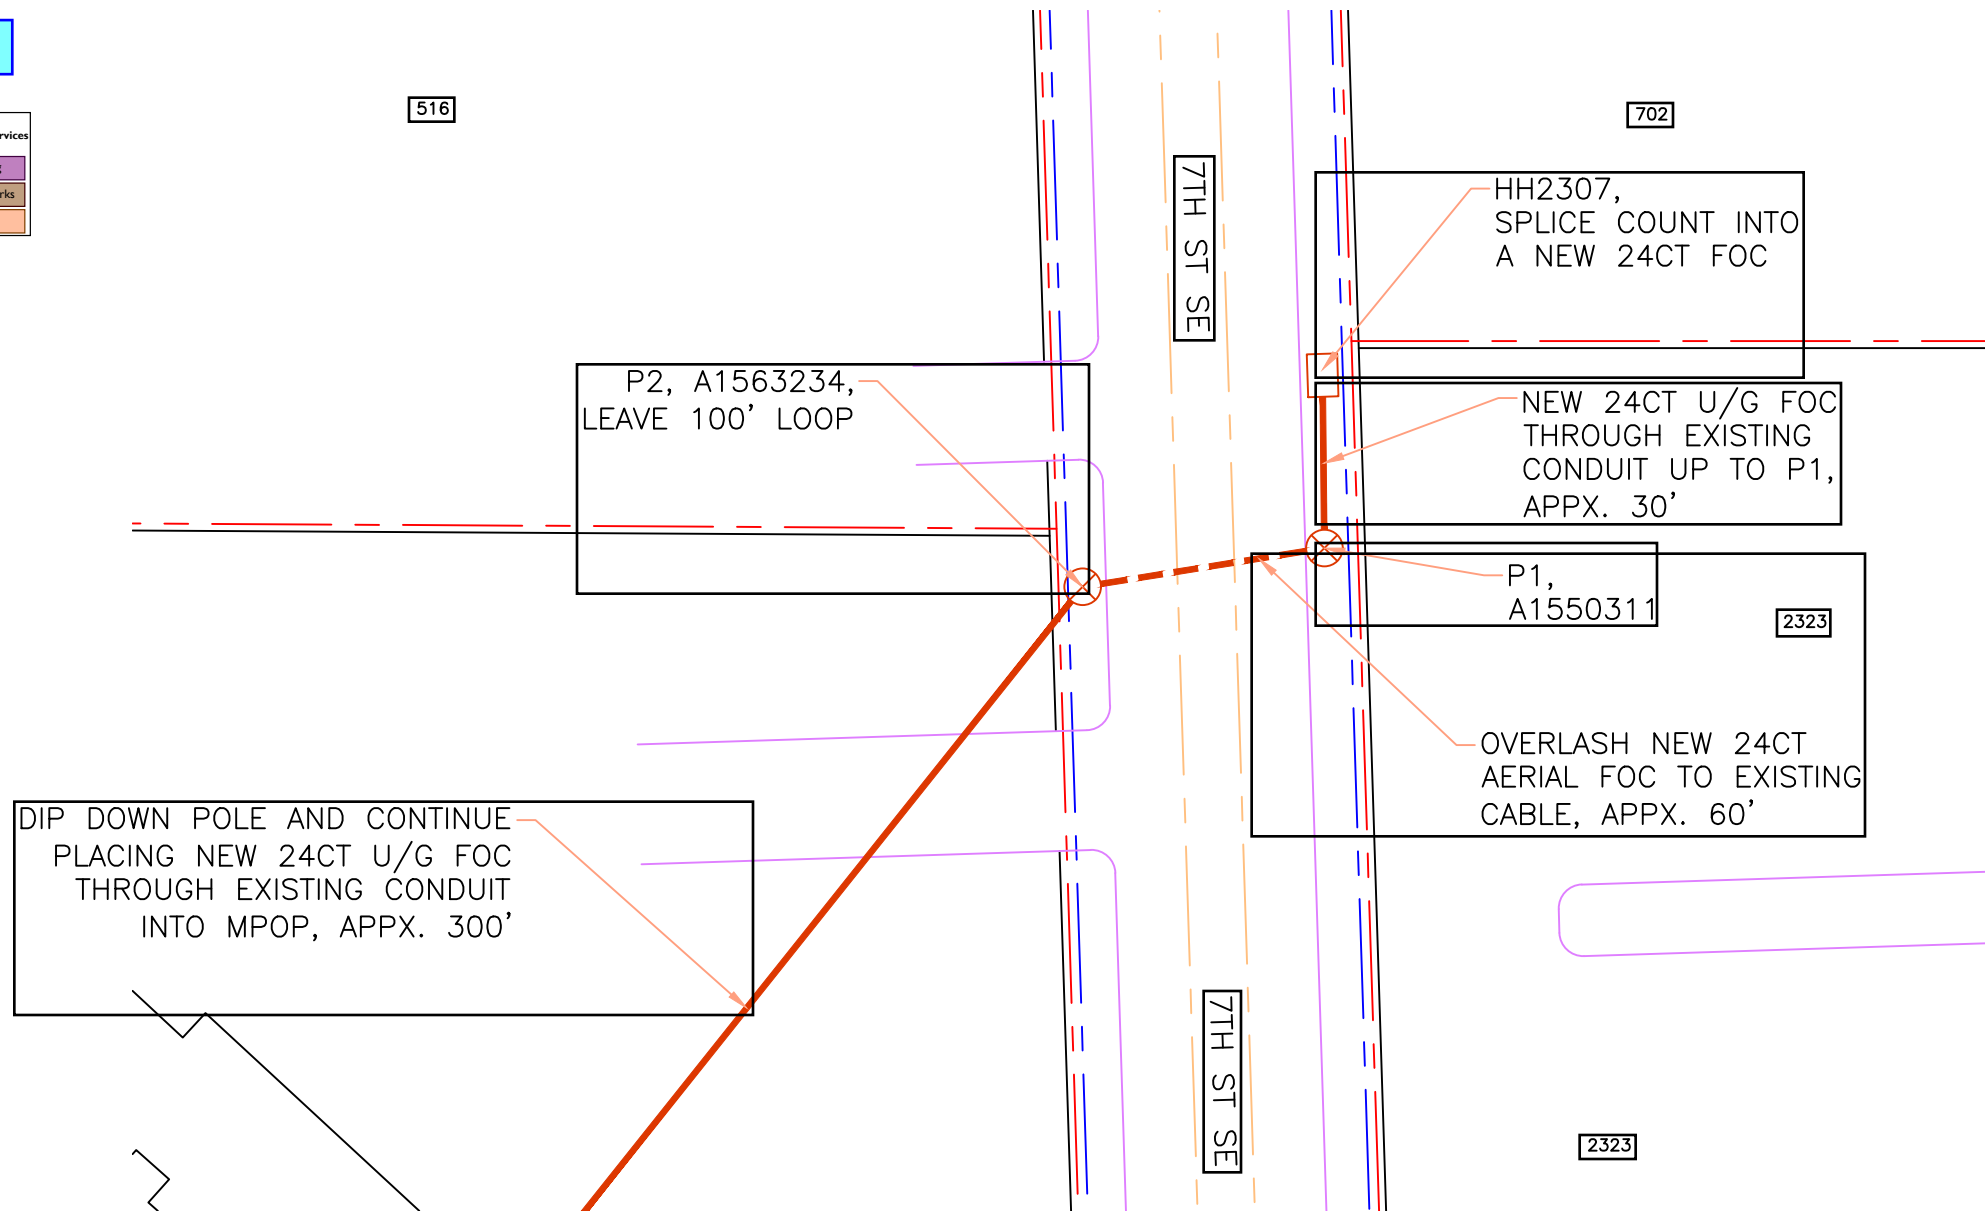 rvices
rks
516
702
7TH ST SE
HH2307,
SPLICE COUNT INTO
A NEW 24CT FOC
P2, A1563234,
LEAVE 100' LOOP
NEW 24CT U/G FOC
THROUGH EXISTING
CONDUIT UP TO P1,
APPX. 30'
P1,
A1550311
2323
OVERLASH NEW 24CT
AERIAL FOC TO EXISTING
CABLE, APPX. 60'
DIP DOWN POLE AND CONTINUE
PLACING NEW 24CT U/G FOC
THROUGH EXISTING CONDUIT
INTO MPOP, APPX. 300'
7TH ST SE
2323